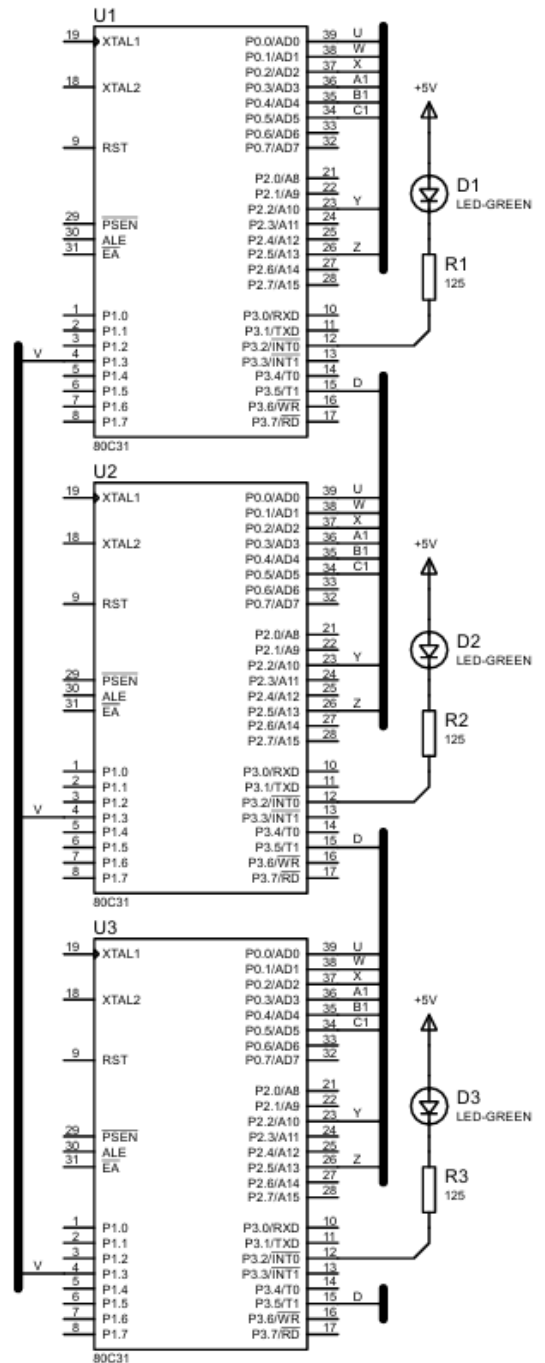 U1
19 XTAL1 P0.0/AD0 39 U
P0.1/AD1 38 W
P0.2/AD2 37 X
18 XTAL2 P0.3/AD3 36 A1
P0.4/AD4 35 B1
P0.5/AD5 34 C1
P0.6/AD6 33
9 RST P0.7/AD7 32
+5V
P2.0/A8 21
P2.1/A9 22
P2.2/A10 23 Y
29 PSEN P2.3/A11 24
30 ALE P2.4/A12 25
31 EA P2.5/A13 26 Z
P2.6/A14 27
P2.7/A15 28
D1
LED-GREEN
R1
125
1 P1.0 P3.0/RXD 10
2 P1.1 P3.1/TXD 11
3 P1.2 P3.2/INT0 12
V 4 P1.3 P3.3/INT1 13
5 P1.4 P3.4/T0 14
6 P1.5 P3.5/T1 15 D
7 P1.6 P3.6/WR 16
8 P1.7 P3.7/RD 17
80C31
U2
19 XTAL1 P0.0/AD0 39 U
P0.1/AD1 38 W
P0.2/AD2 37 X
18 XTAL2 P0.3/AD3 36 A1
P0.4/AD4 35 B1
P0.5/AD5 34 C1
P0.6/AD6 33
9 RST P0.7/AD7 32
+5V
P2.0/A8 21
P2.1/A9 22
P2.2/A10 23 Y
29 PSEN P2.3/A11 24
30 ALE P2.4/A12 25
31 EA P2.5/A13 26 Z
P2.6/A14 27
P2.7/A15 28
D2
LED-GREEN
R2
125
1 P1.0 P3.0/RXD 10
2 P1.1 P3.1/TXD 11
3 P1.2 P3.2/INT0 12
V 4 P1.3 P3.3/INT1 13
5 P1.4 P3.4/T0 14
6 P1.5 P3.5/T1 15 D
7 P1.6 P3.6/WR 16
8 P1.7 P3.7/RD 17
80C31
U3
19 XTAL1 P0.0/AD0 39 U
P0.1/AD1 38 W
P0.2/AD2 37 X
18 XTAL2 P0.3/AD3 36 A1
P0.4/AD4 35 B1
P0.5/AD5 34 C1
P0.6/AD6 33
9 RST P0.7/AD7 32
+5V
P2.0/A8 21
P2.1/A9 22
P2.2/A10 23 Y
29 PSEN P2.3/A11 24
30 ALE P2.4/A12 25
31 EA P2.5/A13 26 Z
P2.6/A14 27
P2.7/A15 28
D3
LED-GREEN
R3
125
1 P1.0 P3.0/RXD 10
2 P1.1 P3.1/TXD 11
3 P1.2 P3.2/INT0 12
V 4 P1.3 P3.3/INT1 13
5 P1.4 P3.4/T0 14
6 P1.5 P3.5/T1 15 D
7 P1.6 P3.6/WR 16
8 P1.7 P3.7/RD 17
80C31